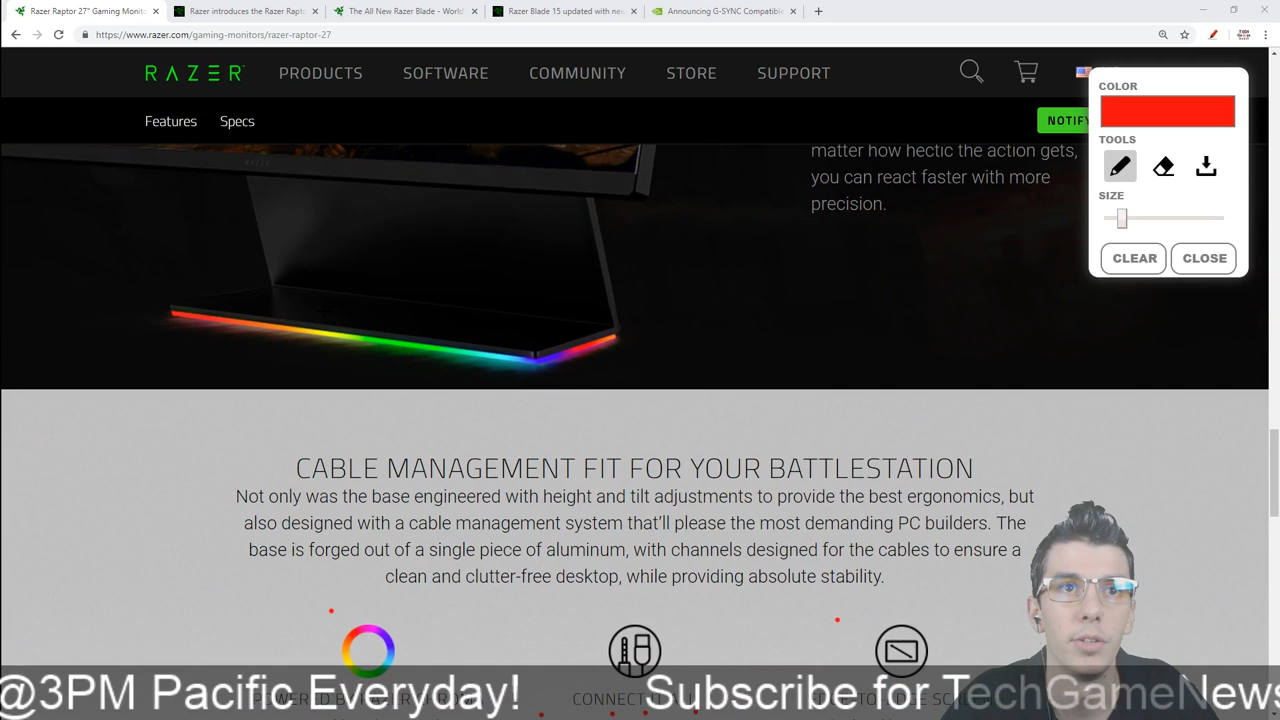 Razer Raptor 27" Gaming Monit
Razer introduces the Razer Rapto
The All New Razer Blade - World
Razer Blade 15 updated with new
Announcing G-SYNC Compatible
https://www.razer.com/gaming-monitors/razer-raptor-27
RAZER PRODUCTS SOFTWARE COMMUNITY STORE SUPPORT
Features Specs NOTIFY
COLOR
TOOLS
SIZE
CLEAR CLOSE
matter how hectic the action gets,
you can react faster with more
precision.
CABLE MANAGEMENT FIT FOR YOUR BATTLESTATION
Not only was the base engineered with height and tilt adjustments to provide the best ergonomics, but
also designed with a cable management system that'll please the most demanding PC builders. The
base is forged out of a single piece of aluminum, with channels designed for the cables to ensure a
clean and clutter-free desktop, while providing absolute stability.
@3PM Pacific Everyday! Subscribe for TechGameNews